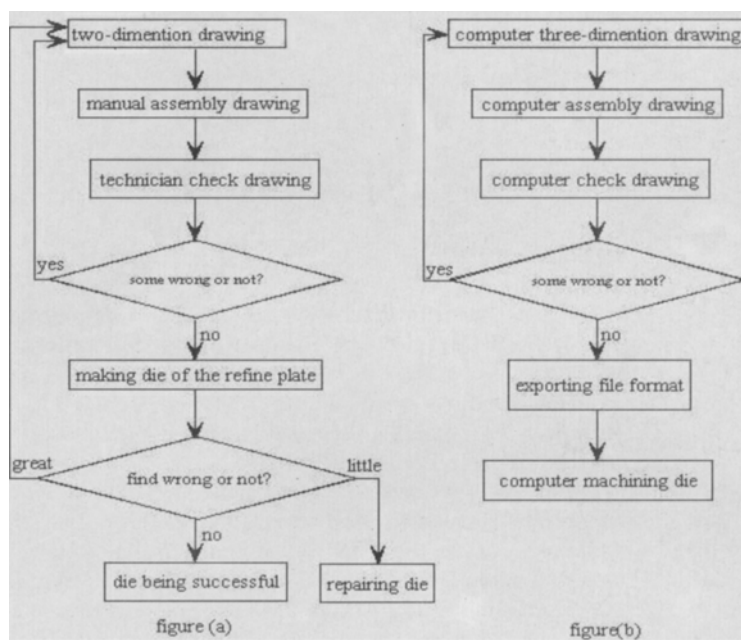 two-dimention drawing
manual assembly drawing
technician check drawing
yes
some wrong or not?
no
making die of the refine plate
great
little
find wrong or not?
no
die being successful
repairing die
figure (a)
computer three-dimention drawing
computer assembly drawing
computer check drawing
yes
some wrong or not?
no
exporting file format
computer machining die
figure(b)